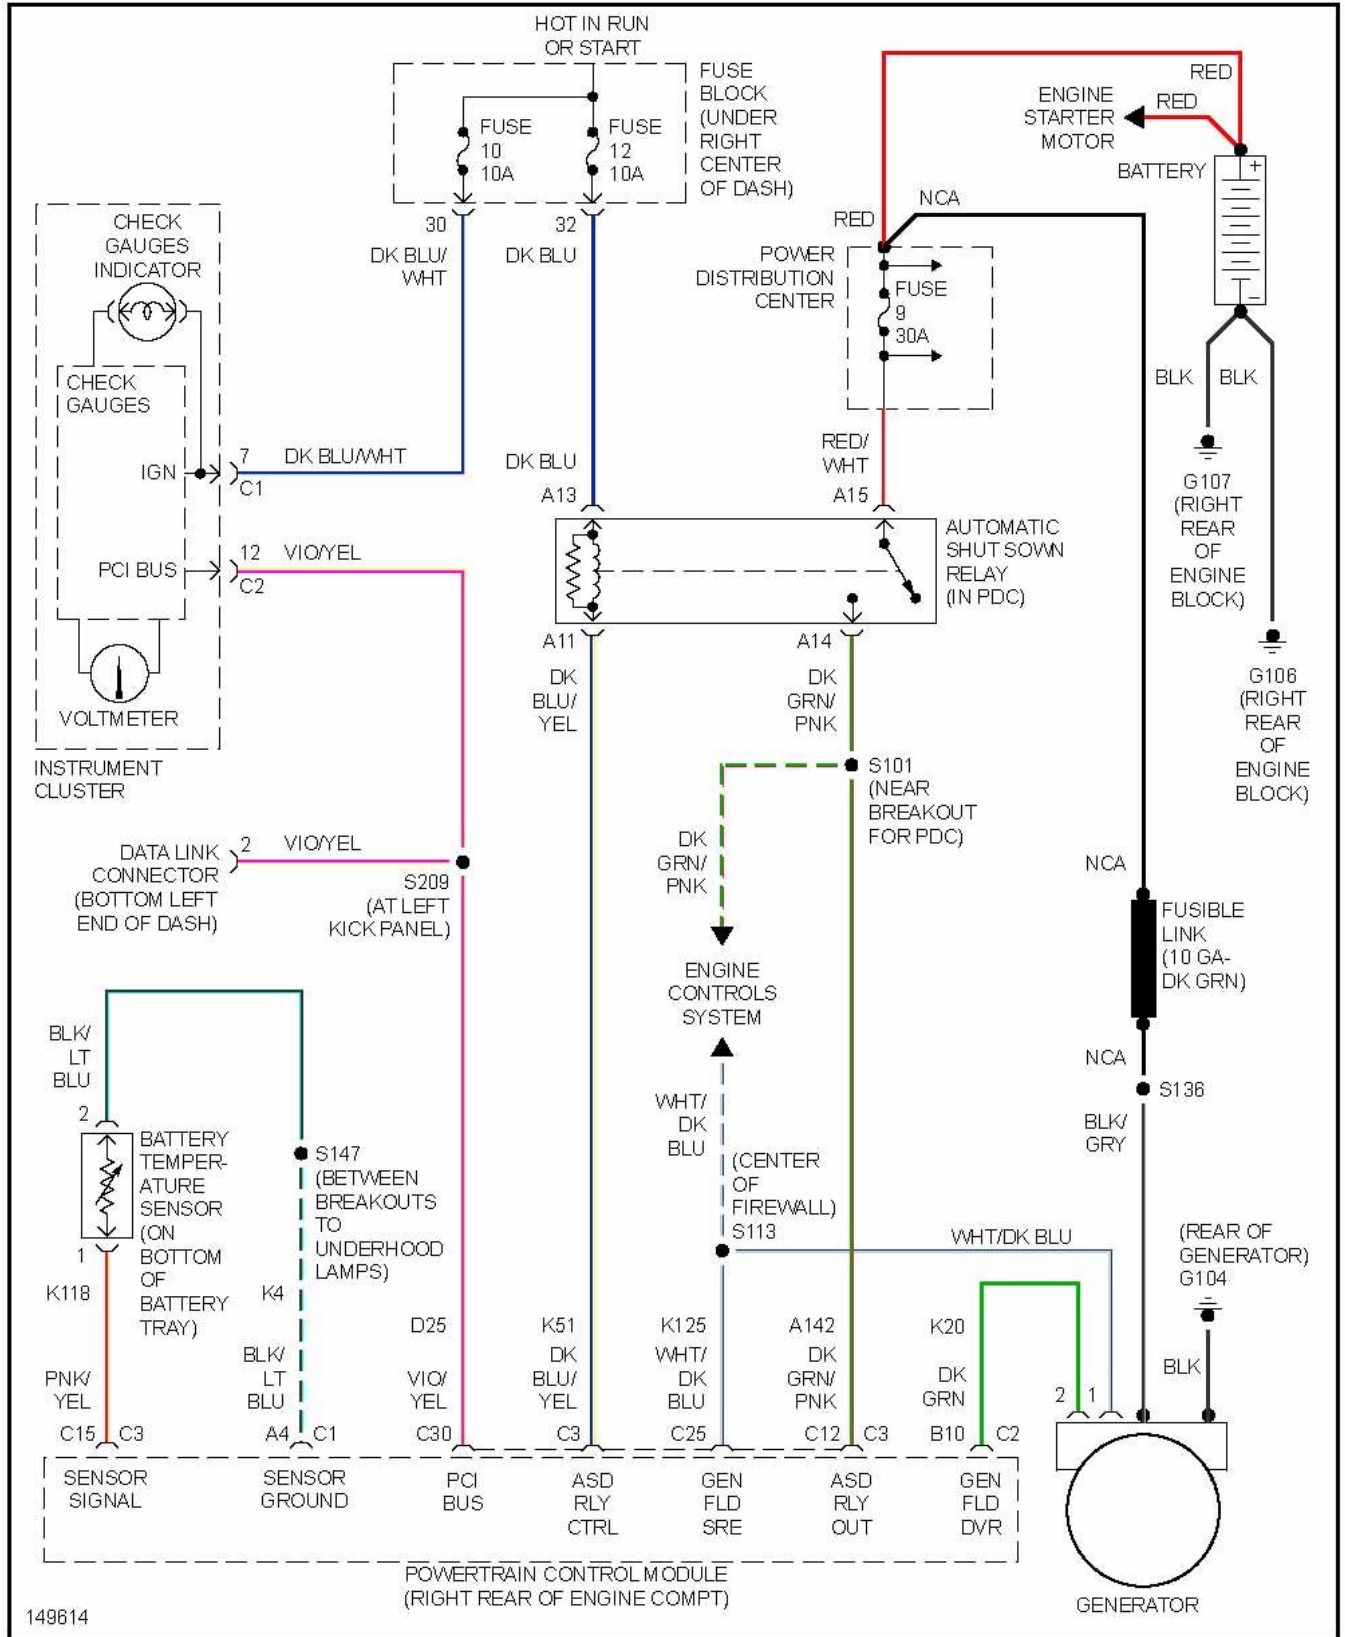 HOT IN RUN
OR START
FUSE
BLOCK
(UNDER
RIGHT
CENTER
OF DASH)
FUSE
10
10A
FUSE
12
10A
30
32
DK BLU/
WHT
DK BLU
RED
ENGINE
STARTER
MOTOR
RED
BATTERY
+
−
NCA
RED
POWER
DISTRIBUTION
CENTER
FUSE
9
30A
BLK
BLK
G107
(RIGHT
REAR
OF
ENGINE
BLOCK)
G106
(RIGHT
REAR
OF
ENGINE
BLOCK)
CHECK
GAUGES
INDICATOR
CHECK
GAUGES
IGN
7
DK BLU/WHT
C1
PCI BUS
12
VIO/YEL
C2
VOLTMETER
INSTRUMENT
CLUSTER
DK BLU
A13
RED/
WHT
A15
AUTOMATIC
SHUT SOWN
RELAY
(IN PDC)
A11
DK
BLU/
YEL
A14
DK
GRN/
PNK
S101
(NEAR
BREAKOUT
FOR PDC)
DK
GRN/
PNK
DATA LINK
CONNECTOR
(BOTTOM LEFT
END OF DASH)
2
VIO/YEL
S209
(AT LEFT
KICK PANEL)
ENGINE
CONTROLS
SYSTEM
NCA
FUSIBLE
LINK
(10 GA-
DK GRN)
NCA
S136
BLK/
GRY
BLK/
LT
BLU
2
BATTERY
TEMPER-
ATURE
SENSOR
(ON
BOTTOM
OF
BATTERY
TRAY)
1
S147
(BETWEEN
BREAKOUTS
TO
UNDERHOOD
LAMPS)
WHT/
DK
BLU
(CENTER
OF
FIREWALL)
S113
WHT/DK BLU
(REAR OF
GENERATOR)
G104
BLK
K118
PNK/
YEL
C15
C3
K4
BLK/
LT
BLU
A4
C1
D25
VIO/
YEL
C30
K51
DK
BLU/
YEL
C3
K125
WHT/
DK
BLU
C25
A142
DK
GRN/
PNK
C12
C3
K20
DK
GRN
B10
C2
2
1
SENSOR
SIGNAL
SENSOR
GROUND
PCI
BUS
ASD
RLY
CTRL
GEN
FLD
SRE
ASD
RLY
OUT
GEN
FLD
DVR
POWERTRAIN CONTROL MODULE
(RIGHT REAR OF ENGINE COMPT)
GENERATOR
149614